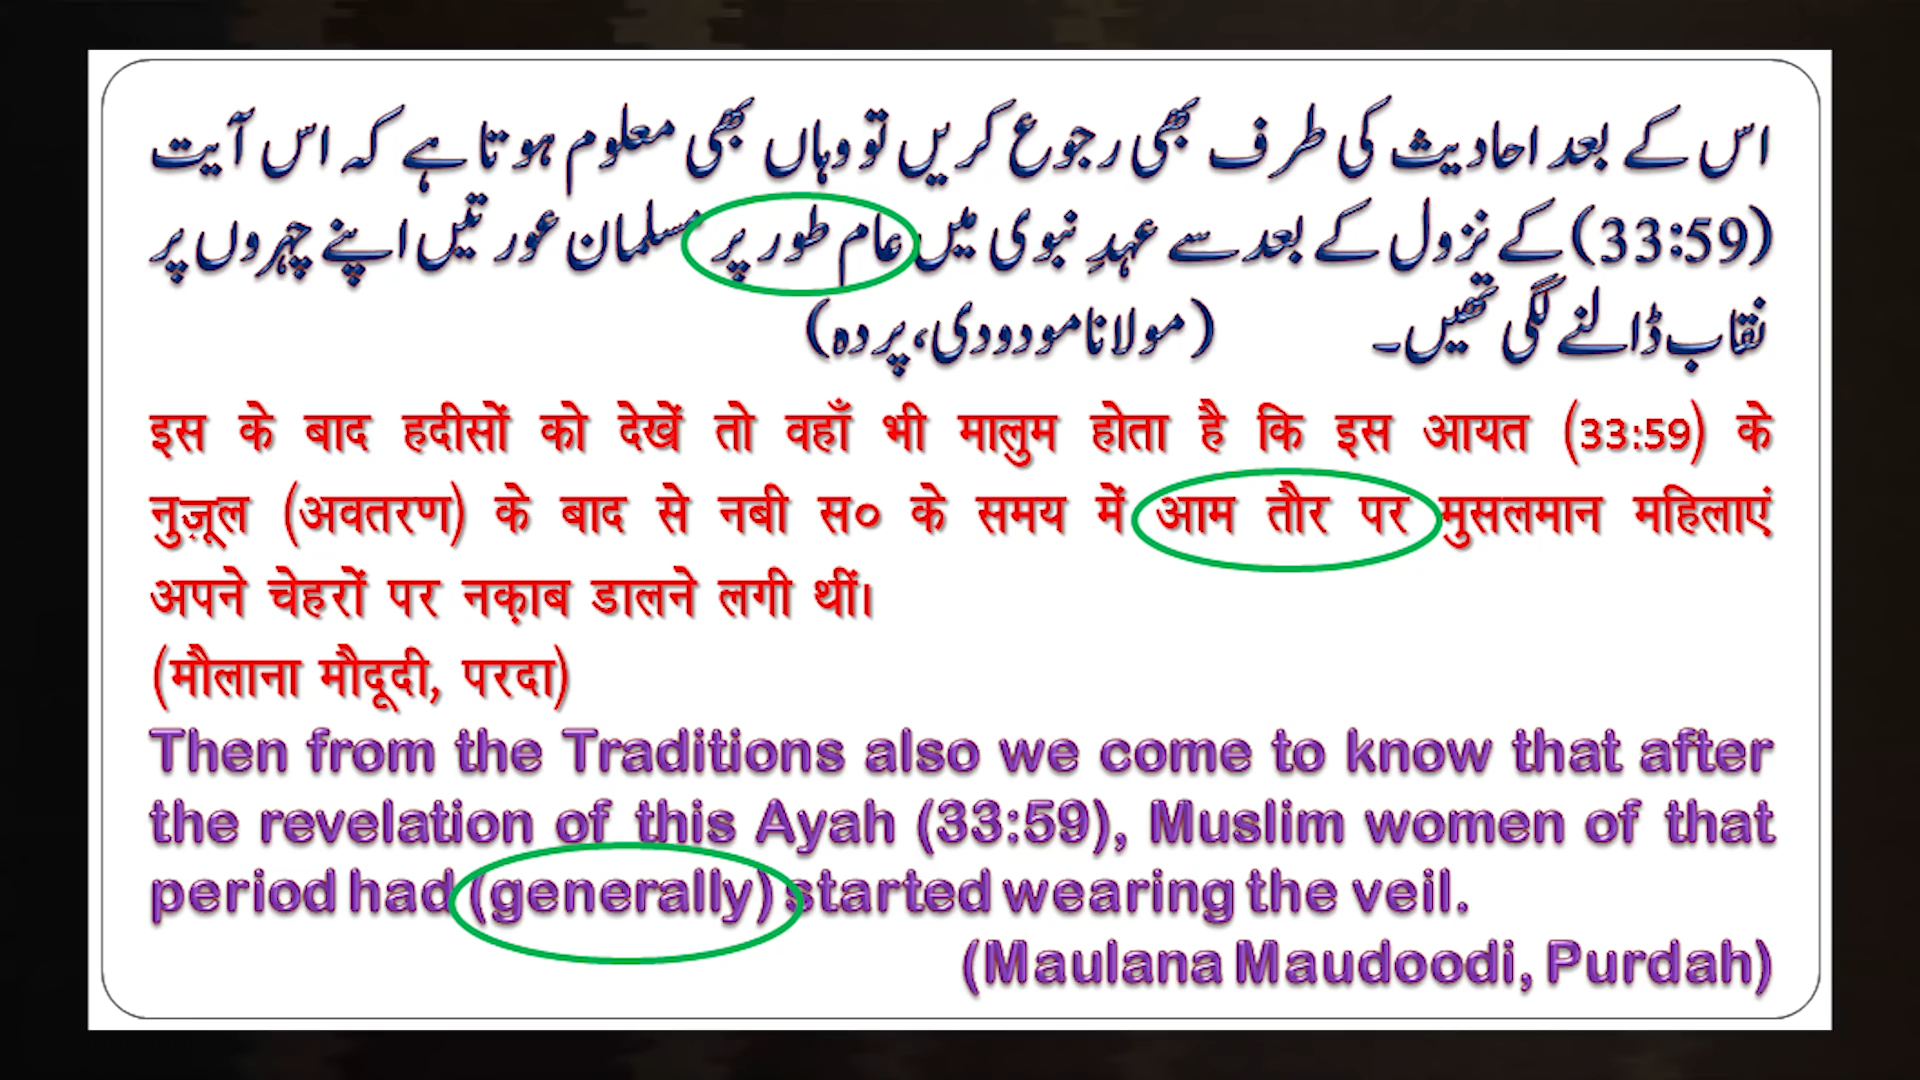 اس کے بعد احادیث کی طرف بھی رجوع کریں تو وہاں بھی معلوم ہوتا ہے کہ اس آیت
(33:59) کے نزول کے بعد سے عہدِ نبوی میں عام طور پر مسلمان عورتیں اپنے چہروں پر
نقاب ڈالنے لگی تھیں۔ (مولانا مودودی، پردہ)
इस के बाद हदीसों को देखें तो वहाँ भी मालुम होता है कि इस आयत (33:59) के
नुज़ूल (अवतरण) के बाद से नबी स० के समय में आम तौर पर मुसलमान महिलाएं
अपने चेहरों पर नक़ाब डालने लगी थीं।
(मौलाना मौदूदी, परदा)
Then from the Traditions also we come to know that after
the revelation of this Ayah (33:59), Muslim women of that
period had (generally) started wearing the veil.
(Maulana Maudoodi, Purdah)